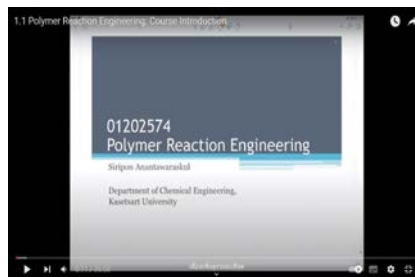 1.1 Polymer Reaction Engineering: Course Introduction
01202574
Polymer Reaction Engineering
Siripon Anantawaraskul
Department of Chemical Engineering,
Kasetsart University